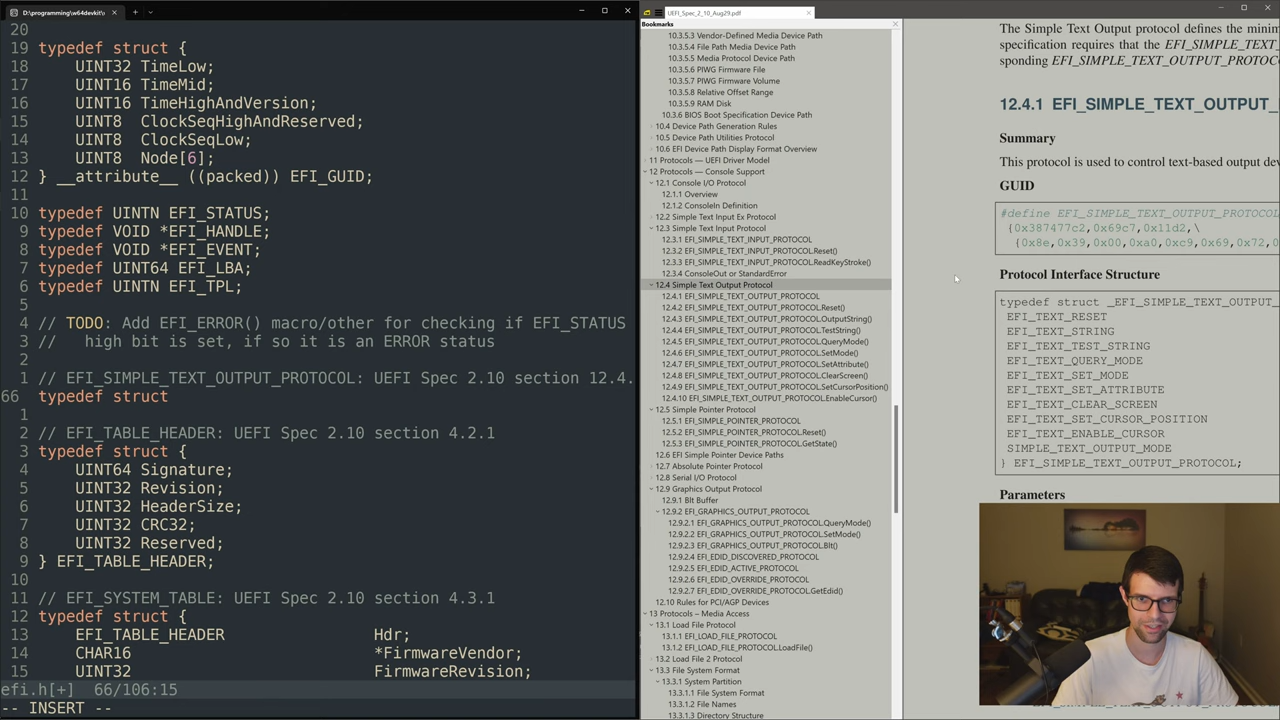 D:\programming\w64devkit\
28
typedef struct {
UINT32 TimeLow;
UINT16 TimeMid;
UINT16 TimeHighAndVersion;
UINT8 ClockSeqHighAndReserved;
UINT8 ClockSeqLow;
UINT8 Node[6];
} __attribute__ ((packed)) EFI_GUID;
typedef UINTN EFI_STATUS;
typedef VOID *EFI_HANDLE;
typedef VOID *EFI_EVENT;
typedef UINT64 EFI_LBA;
typedef UINTN EFI_TPL;
// TODO: Add EFI_ERROR() macro/other for checking if EFI_STATUS
2 // high bit is set, if so it is an ERROR status
1 // EFI_SIMPLE_TEXT_OUTPUT_PROTOCOL: UEFI Spec 2.10 section 12.4.
66 typedef struct
1
2 // EFI_TABLE_HEADER: UEFI Spec 2.10 section 4.2.1
3 typedef struct {
4 UINT64 Signature;
5 UINT32 Revision;
6 UINT32 HeaderSize;
7 UINT32 CRC32;
8 UINT32 Reserved;
9 } EFI_TABLE_HEADER;
10
11 // EFI_SYSTEM_TABLE: UEFI Spec 2.10 section 4.3.1
12 typedef struct {
13 EFI_TABLE_HEADER Hdr;
14 CHAR16 *FirmwareVendor;
15 UINT32 FirmwareRevision;
efi.h[+] 66/106:15
-- INSERT --
UEFI_Spec_2_10_Aug29.pdf
Bookmarks
10.3.5.3 Vendor-Defined Media Device Path
10.3.5.4 File Path Media Device Path
10.3.5.5 Media Protocol Device Path
10.3.5.6 PIWG Firmware File
10.3.5.7 PIWG Firmware Volume
10.3.5.8 Relative Offset Range
10.3.5.9 RAM Disk
10.3.6 BIOS Boot Specification Device Path
10.4 Device Path Generation Rules
10.5 Device Path Utilities Protocol
10.6 EFI Device Path Display Format Overview
11 Protocols — UEFI Driver Model
12 Protocols — Console Support
12.1 Console I/O Protocol
12.1.1 Overview
12.1.2 ConsoleIn Definition
12.2 Simple Text Input Ex Protocol
12.3 Simple Text Input Protocol
12.3.1 EFI_SIMPLE_TEXT_INPUT_PROTOCOL
12.3.2 EFI_SIMPLE_TEXT_INPUT_PROTOCOL.Reset()
12.3.3 EFI_SIMPLE_TEXT_INPUT_PROTOCOL.ReadKeyStroke()
12.3.4 ConsoleOut or StandardError
12.4 Simple Text Output Protocol
12.4.1 EFI_SIMPLE_TEXT_OUTPUT_PROTOCOL
12.4.2 EFI_SIMPLE_TEXT_OUTPUT_PROTOCOL.Reset()
12.4.3 EFI_SIMPLE_TEXT_OUTPUT_PROTOCOL.OutputString()
12.4.4 EFI_SIMPLE_TEXT_OUTPUT_PROTOCOL.TestString()
12.4.5 EFI_SIMPLE_TEXT_OUTPUT_PROTOCOL.QueryMode()
12.4.6 EFI_SIMPLE_TEXT_OUTPUT_PROTOCOL.SetMode()
12.4.7 EFI_SIMPLE_TEXT_OUTPUT_PROTOCOL.SetAttribute()
12.4.8 EFI_SIMPLE_TEXT_OUTPUT_PROTOCOL.ClearScreen()
12.4.9 EFI_SIMPLE_TEXT_OUTPUT_PROTOCOL.SetCursorPosition()
12.4.10 EFI_SIMPLE_TEXT_OUTPUT_PROTOCOL.EnableCursor()
12.5 Simple Pointer Protocol
12.5.1 EFI_SIMPLE_POINTER_PROTOCOL
12.5.2 EFI_SIMPLE_POINTER_PROTOCOL.Reset()
12.5.3 EFI_SIMPLE_POINTER_PROTOCOL.GetState()
12.6 EFI Simple Pointer Device Paths
12.7 Absolute Pointer Protocol
12.8 Serial I/O Protocol
12.9 Graphics Output Protocol
12.9.1 Blt Buffer
12.9.2 EFI_GRAPHICS_OUTPUT_PROTOCOL
12.9.2.1 EFI_GRAPHICS_OUTPUT_PROTOCOL.QueryMode()
12.9.2.2 EFI_GRAPHICS_OUTPUT_PROTOCOL.SetMode()
12.9.2.3 EFI_GRAPHICS_OUTPUT_PROTOCOL.Blt()
12.9.2.4 EFI_EDID_DISCOVERED_PROTOCOL
12.9.2.5 EFI_EDID_ACTIVE_PROTOCOL
12.9.2.6 EFI_EDID_OVERRIDE_PROTOCOL
12.9.2.7 EFI_EDID_OVERRIDE_PROTOCOL.GetEdid()
12.10 Rules for PCI/AGP Devices
13 Protocols – Media Access
13.1 Load File Protocol
13.1.1 EFI_LOAD_FILE_PROTOCOL
13.1.2 EFI_LOAD_FILE_PROTOCOL.LoadFile()
13.2 Load File 2 Protocol
13.3 File System Format
13.3.1 System Partition
13.3.1.1 File System Format
13.3.1.2 File Names
13.3.1.3 Directory Structure
The Simple Text Output protocol defines the minim
specification requires that the EFI_SIMPLE_TEXT_
sponding EFI_SIMPLE_TEXT_OUTPUT_PROTOC
12.4.1 EFI_SIMPLE_TEXT_OUTPUT_
Summary
This protocol is used to control text-based output dev
GUID
#define EFI_SIMPLE_TEXT_OUTPUT_PROTOCOL
{0x387477c2,0x69c7,0x11d2,\
{0x8e,0x39,0x00,0xa0,0xc9,0x69,0x72,0
Protocol Interface Structure
typedef struct _EFI_SIMPLE_TEXT_OUTPUT_
EFI_TEXT_RESET
EFI_TEXT_STRING
EFI_TEXT_TEST_STRING
EFI_TEXT_QUERY_MODE
EFI_TEXT_SET_MODE
EFI_TEXT_SET_ATTRIBUTE
EFI_TEXT_CLEAR_SCREEN
EFI_TEXT_SET_CURSOR_POSITION
EFI_TEXT_ENABLE_CURSOR
SIMPLE_TEXT_OUTPUT_MODE
} EFI_SIMPLE_TEXT_OUTPUT_PROTOCOL;
Parameters